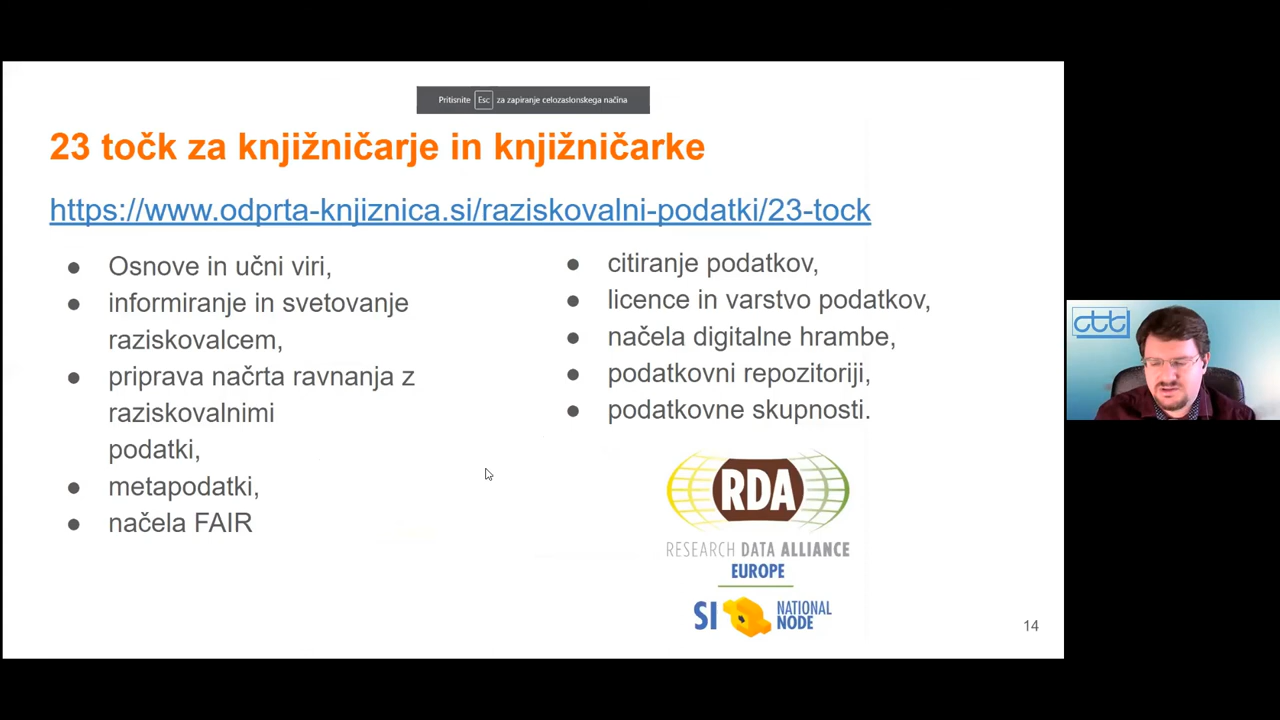 Pritisnite Esc za zapiranje celozaslonskega načina
23 točk za knjižničarje in knjižničarke
https://www.odprta-knjiznica.si/raziskovalni-podatki/23-tock
● Osnove in učni viri,
● informiranje in svetovanje
raziskovalcem,
● priprava načrta ravnanja z
raziskovalnimi
podatki,
● metapodatki,
● načela FAIR
● citiranje podatkov,
● licence in varstvo podatkov,
● načela digitalne hrambe,
● podatkovni repozitoriji,
● podatkovne skupnosti.
RDA
RESEARCH DATA ALLIANCE
EUROPE
SI NATIONAL
NODE
14
ctt